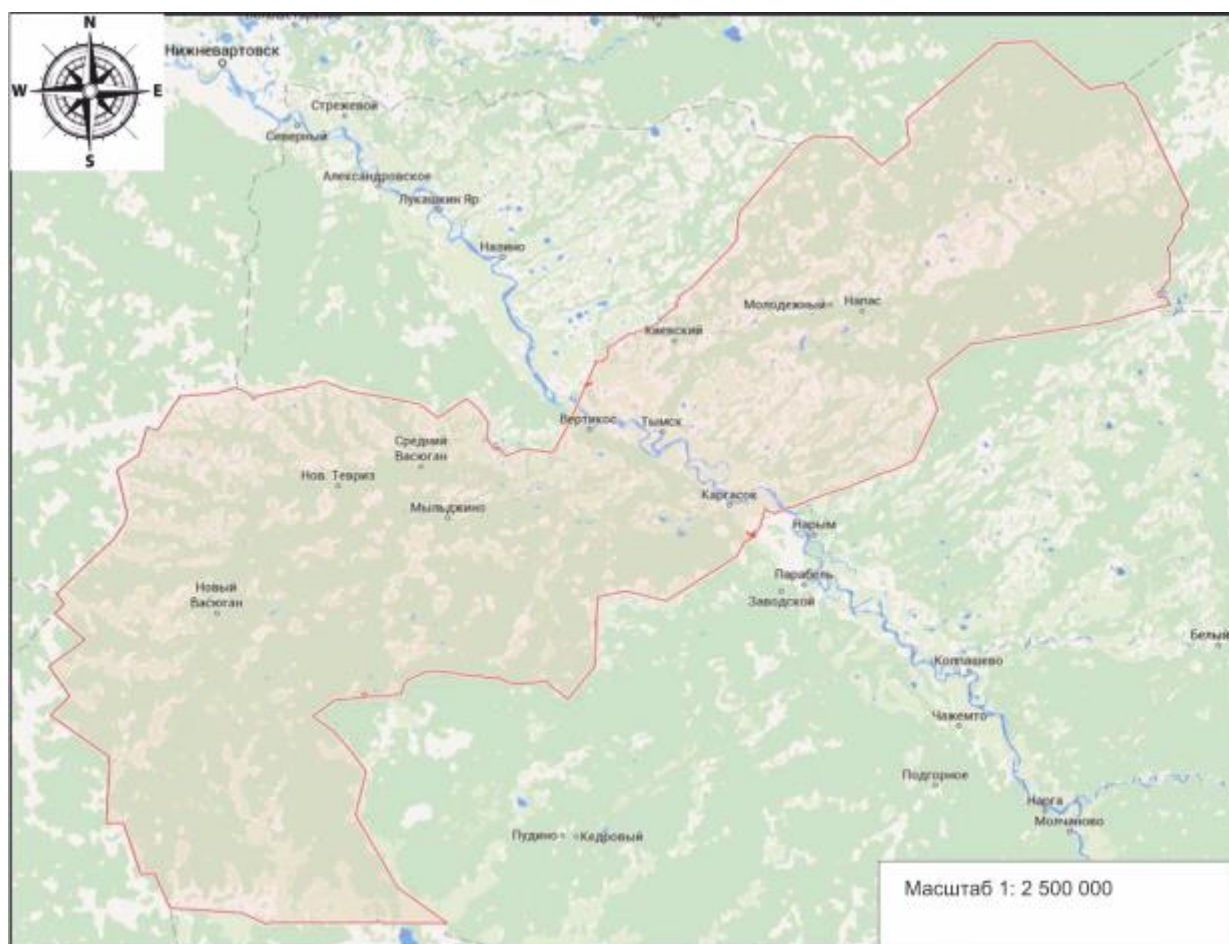 N
Нижневартовск
W
E
S
Стрежевой
Северный
Александровское
Лукашкин Яр
Назино
Молодежный
Напас
Киевский
Вертикос
Тымск
Средний
Васюган
Нов. Тевриз
Мыльджино
Каргасок
Нарым
Парабель
Заводской
Новый
Васюган
Белый
Колпашево
Чажемто
Подгорное
Нарга
Молчаново
Пудино
Кедровый
Масштаб 1: 2 500 000